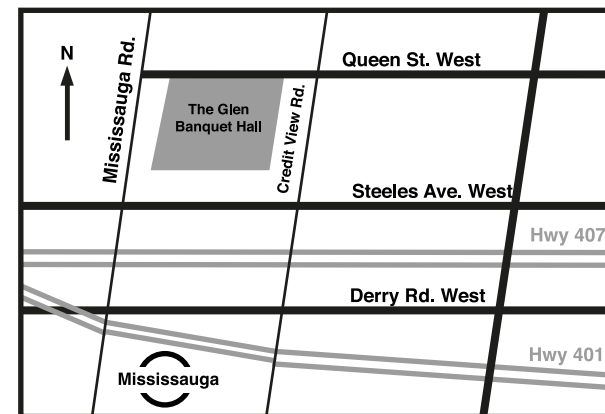 N
Mississauga Rd.
Queen St. West
The Glen
Banquet Hall
Credit View Rd.
Steeles Ave. West
Hwy 407
Derry Rd. West
Hwy 401
Mississauga